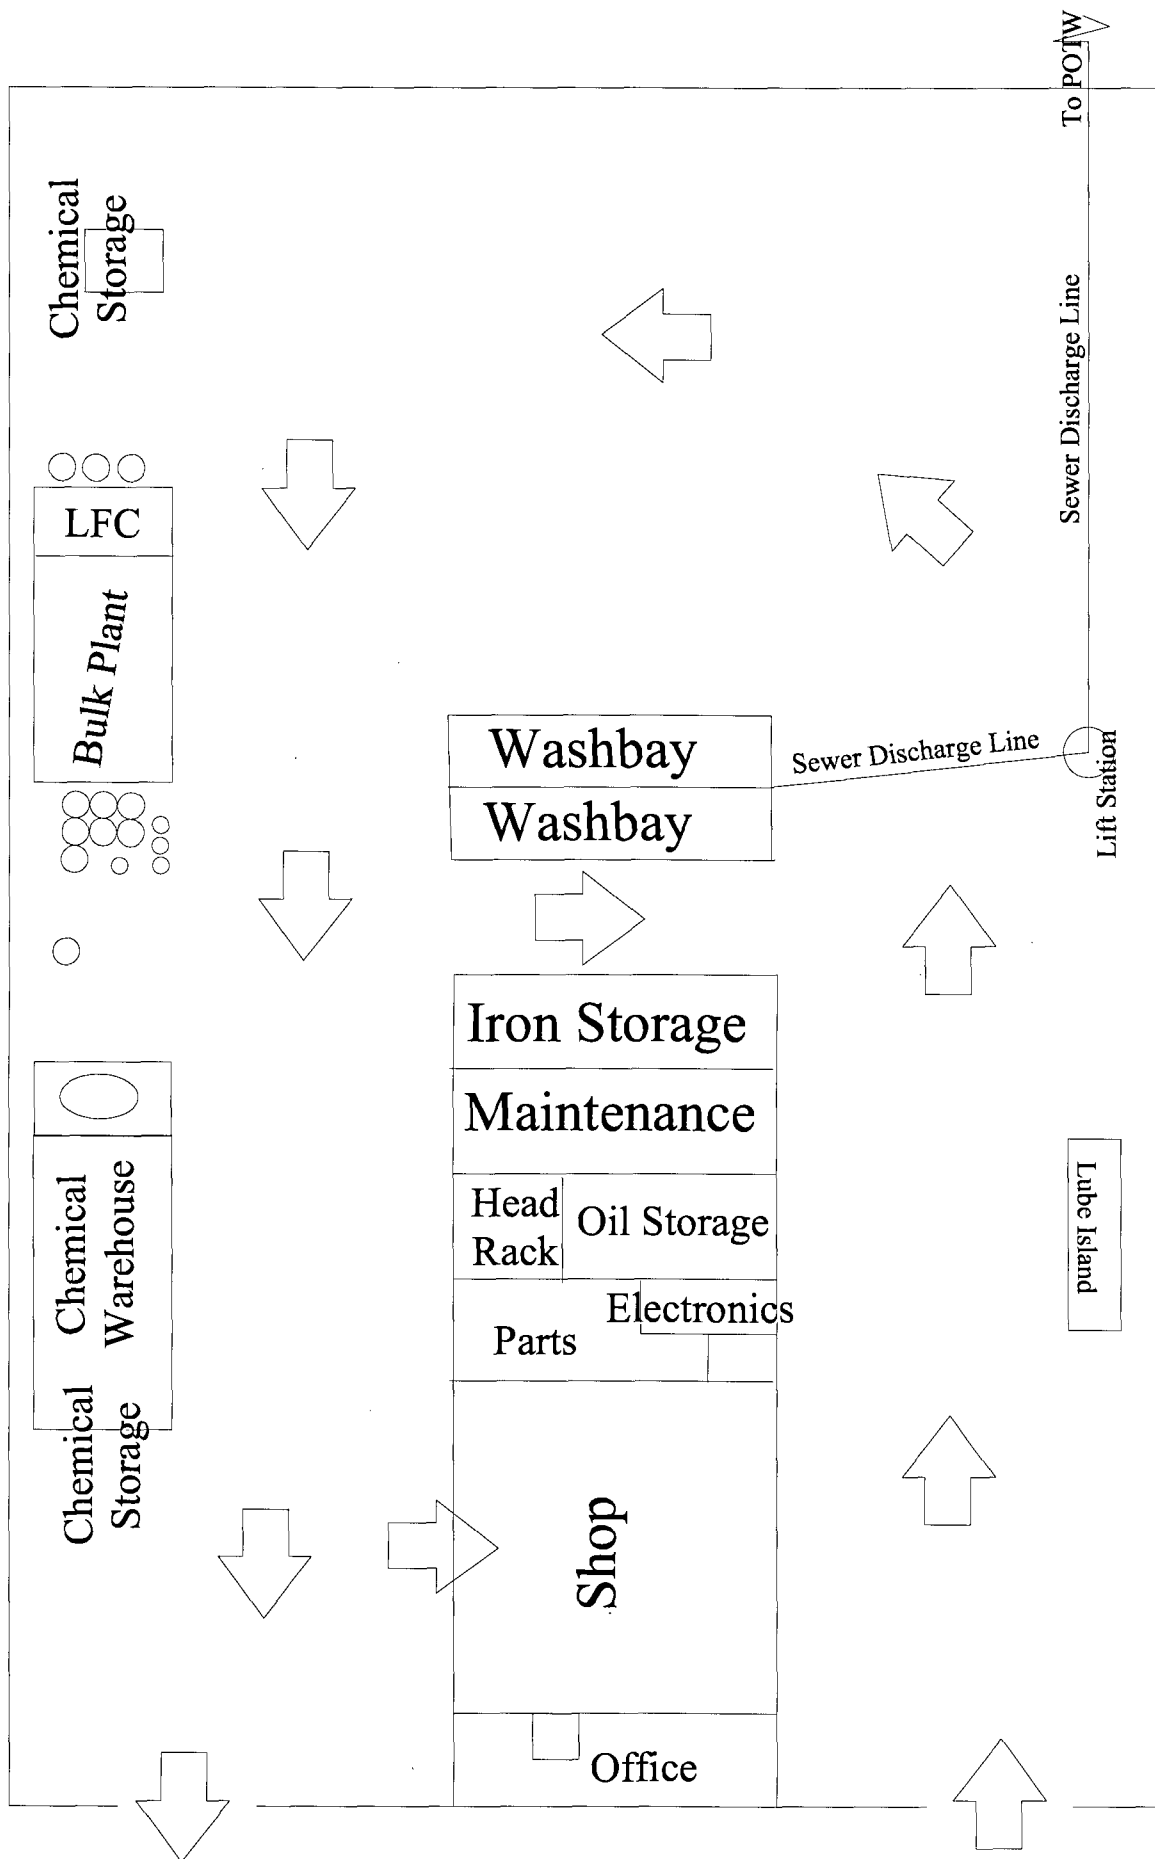 To POTW
Chemical
Storage
Sewer Discharge Line
LFC
Bulk Plant
Washbay
Sewer Discharge Line
Lift Station
Washbay
Iron Storage
Maintenance
Head
Rack
Oil Storage
Lube Island
Chemical
Warehouse
Electronics
Parts
Chemical
Storage
Shop
Office